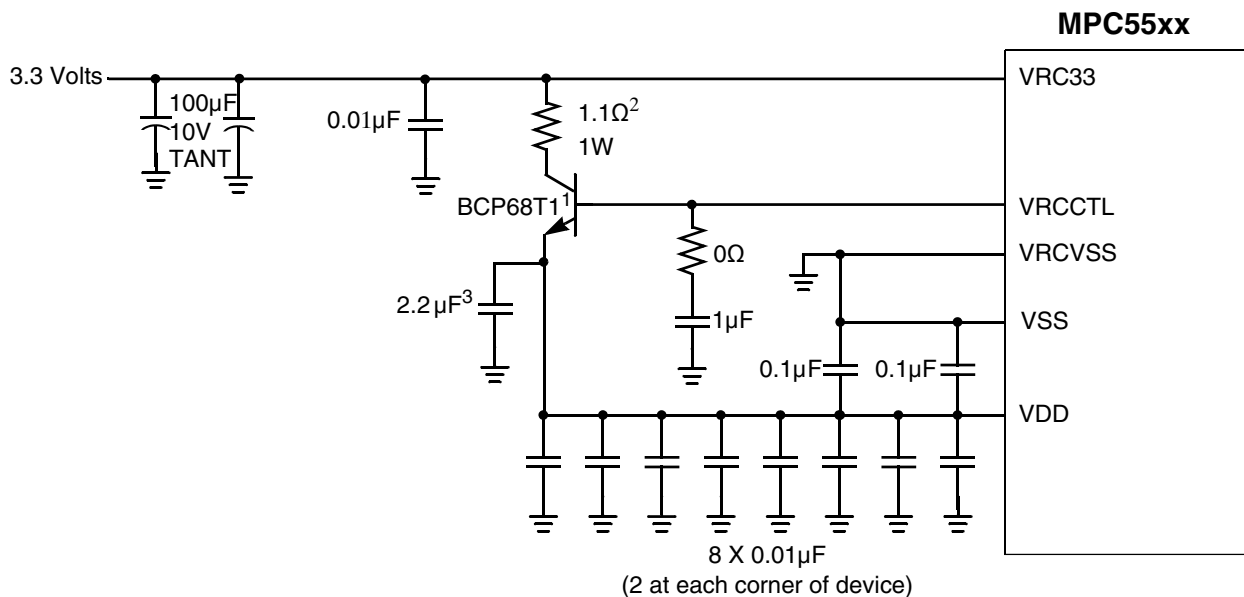 MPC55xx
3.3 Volts
VRC33
100µF
10V
TANT
0.01µF
1.1Ω²
1W
BCP68T1¹
VRCCTL
0Ω
VRCVSS
2.2µF³
1µF
VSS
0.1µF
0.1µF
VDD
8 X 0.01µF
(2 at each corner of device)